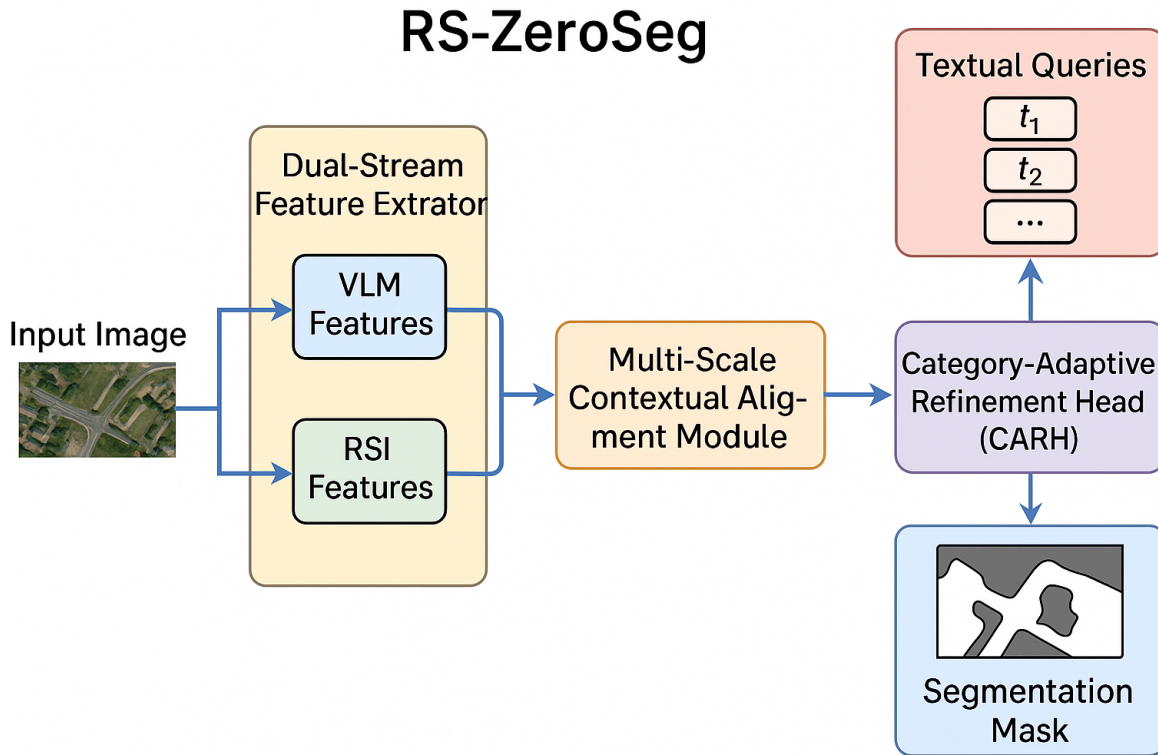 RS-ZeroSeg
Input Image
Dual-Stream
Feature Extrator
VLM
Features
RSI
Features
Multi-Scale
Contextual Alig-
ment Module
Category-Adaptive
Refinement Head
(CARH)
Textual Queries
t₁
t₂
...
Segmentation
Mask